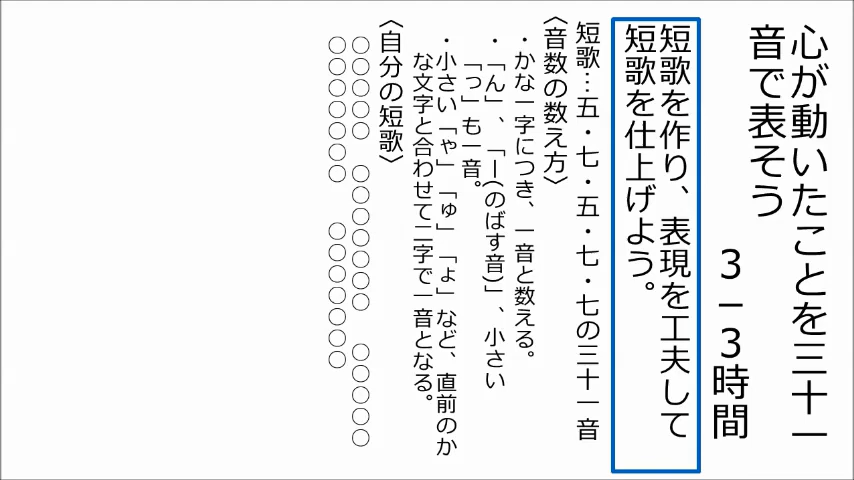 心が動いたことを三十一
音で表そう
3－3時間
短歌を作り、表現を工夫して
短歌を仕上げよう。
短歌…五・七・五・七・七の三十一音
〈音数の数え方〉
・かな一字につき、一音と数える。
・「ん」、「ー(のばす音)」、小さい
「っ」も一音。
・小さい「ゃ」「ゅ」「ょ」など、直前のか
な文字と合わせて二字で一音となる。
〈自分の短歌〉
○○○○○　○○○○○○○　○○○○○
○○○○○○○　○○○○○○○